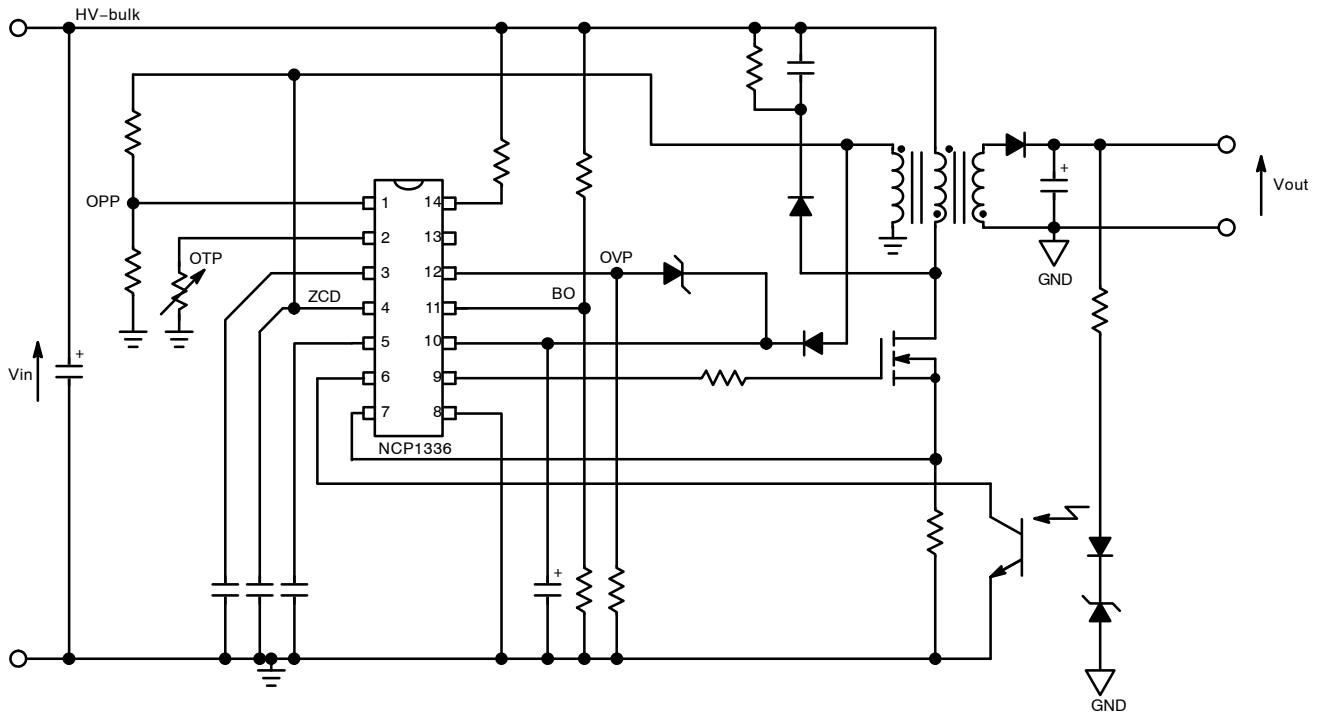 HV−bulk
OPP
OTP
ZCD
OVP
BO
1
2
3
4
5
6
7
14
13
12
11
10
9
8
NCP1336
Vin
+
+
+
Vout
GND
GND